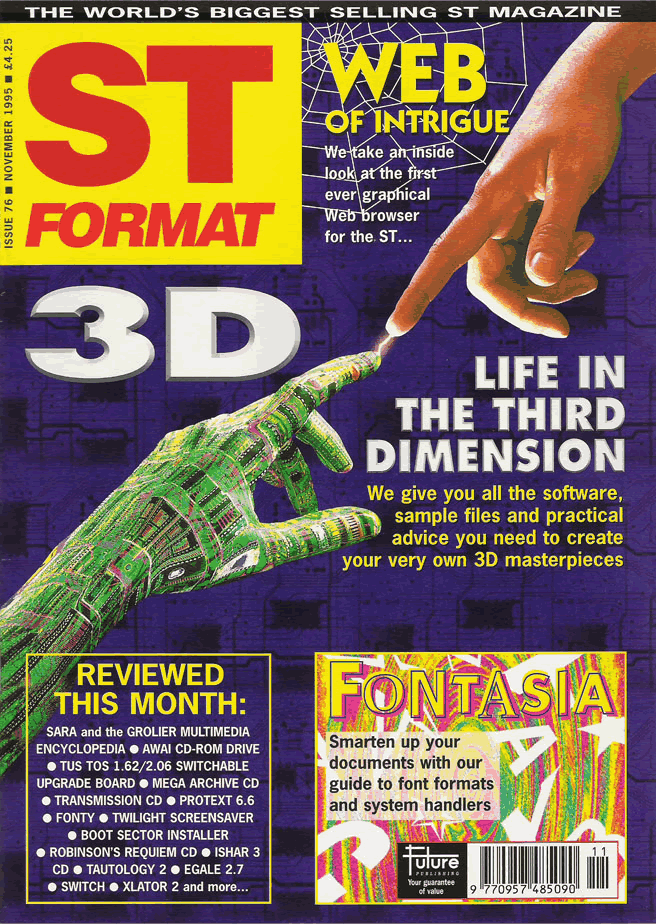 THE WORLD'S BIGGEST SELLING ST MAGAZINE
ISSUE 76 ■ NOVEMBER 1995 ■ £4.25
ST
FORMAT
WEB
OF INTRIGUE
We take an inside
look at the first
ever graphical
Web browser
for the ST...
3D
LIFE IN
THE THIRD
DIMENSION
We give you all the software,
sample files and practical
advice you need to create
your very own 3D masterpieces
REVIEWED
THIS MONTH:
SARA and the GROLIER MULTIMEDIA
ENCYCLOPEDIA ● AWAI CD-ROM DRIVE
● TUS TOS 1.62/2.06 SWITCHABLE
UPGRADE BOARD ● MEGA ARCHIVE CD
● TRANSMISSION CD ● PROTEXT 6.6
● FONTY ● TWILIGHT SCREENSAVER
● BOOT SECTOR INSTALLER
● ROBINSON'S REQUIEM CD ● ISHAR 3
CD ● TAUTOLOGY 2 ● EGALE 2.7
● SWITCH ● XLATOR 2 and more...
FONTASIA
Smarten up your
documents with our
guide to font formats
and system handlers
Future
PUBLISHING
Your guarantee
of value
11
9 770957 485090